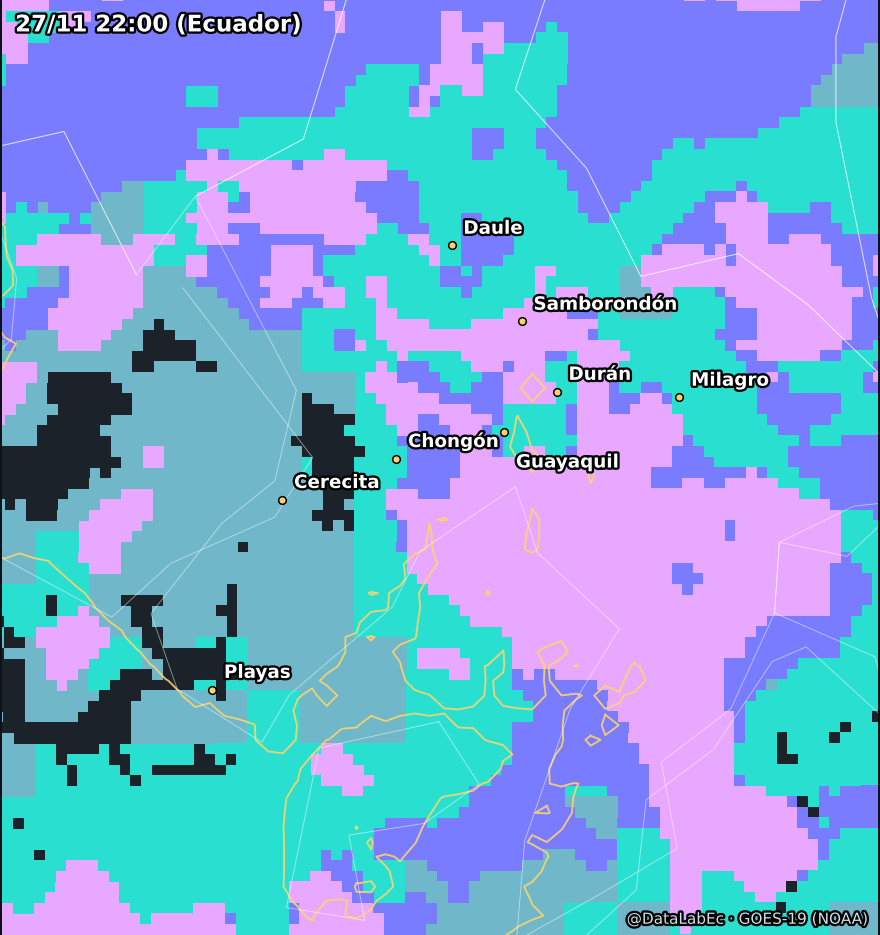 27/11 22:00 (Ecuador)
Daule
Samborondón
Durán
Milagro
Chongón
Guayaquil
Cerecita
Playas
@DataLabEc · GOES-19 (NOAA)